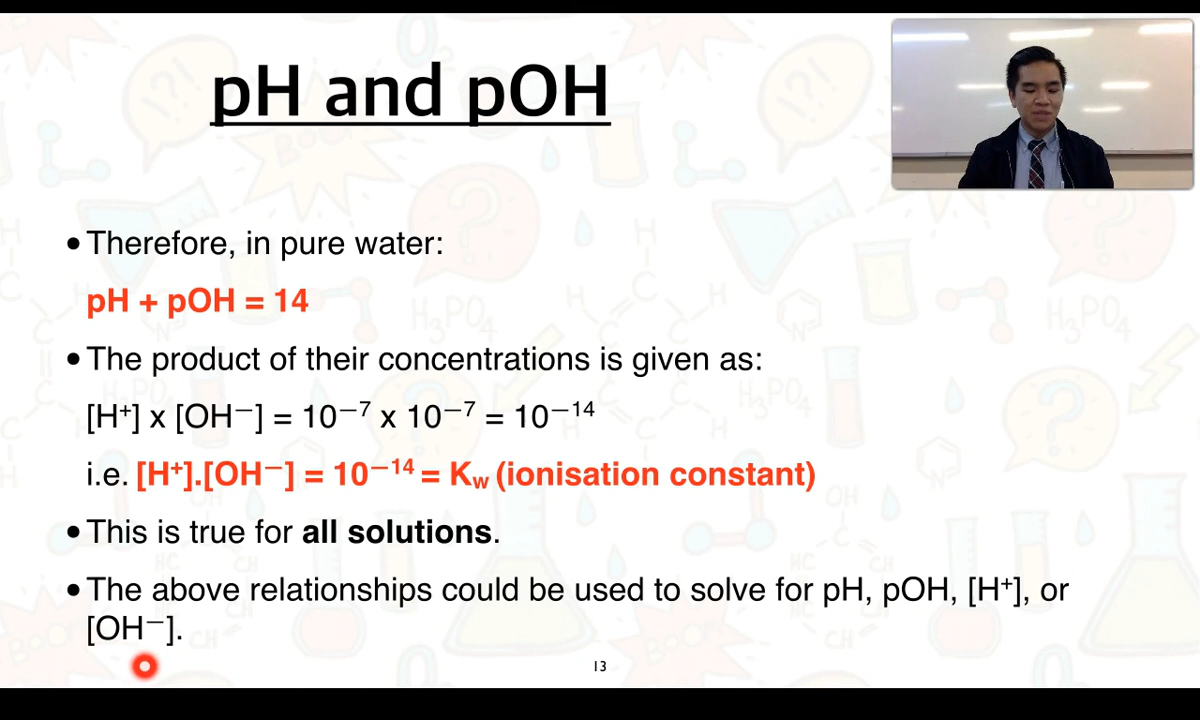 pH and pOH
• Therefore, in pure water:
pH + pOH = 14
• The product of their concentrations is given as:
[H⁺] x [OH⁻] = 10⁻⁷ x 10⁻⁷ = 10⁻¹⁴
i.e. [H⁺].[OH⁻] = 10⁻¹⁴ = Kw (ionisation constant)
• This is true for all solutions.
• The above relationships could be used to solve for pH, pOH, [H⁺], or
[OH⁻].
13